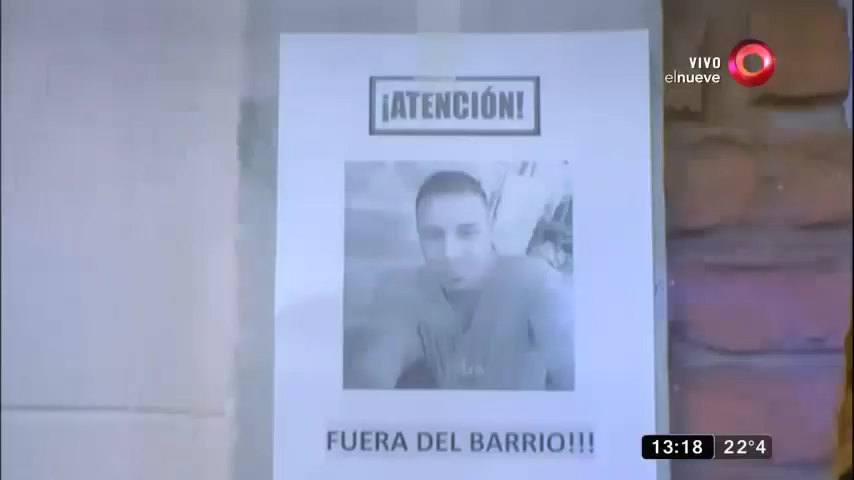 VIVO
elnueve
¡ATENCIÓN!
FUERA DEL BARRIO!!!
13:18 22°4